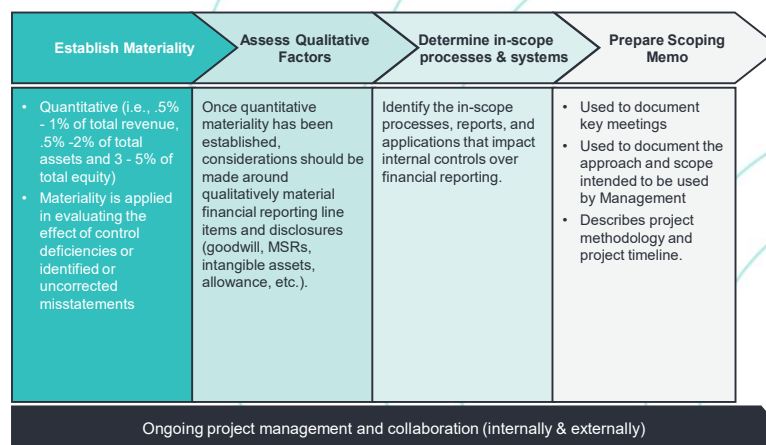 Establish Materiality
Assess Qualitative
Factors
Determine in-scope
processes & systems
Prepare Scoping
Memo
• Quantitative (i.e., .5%
- 1% of total revenue,
.5% -2% of total
assets and 3 - 5% of
total equity)
• Materiality is applied
in evaluating the
effect of control
deficiencies or
identified or
uncorrected
misstatements
Once quantitative
materiality has been
established,
considerations should be
made around
qualitatively material
financial reporting line
items and disclosures
(goodwill, MSRs,
intangible assets,
allowance, etc.).
Identify the in-scope
processes, reports, and
applications that impact
internal controls over
financial reporting.
• Used to document
key meetings
• Used to document the
approach and scope
intended to be used
by Management
• Describes project
methodology and
project timeline.
Ongoing project management and collaboration (internally & externally)